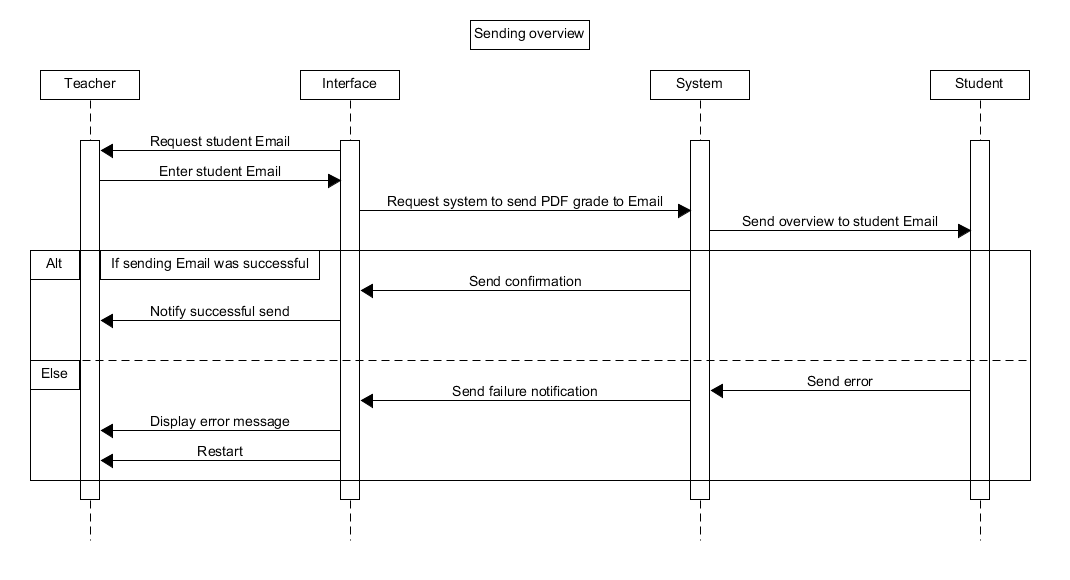 Sending overview
Teacher
Interface
System
Student
Request student Email
Enter student Email
Request system to send PDF grade to Email
Send overview to student Email
Alt
If sending Email was successful
Send confirmation
Notify successful send
Else
Send error
Send failure notification
Display error message
Restart